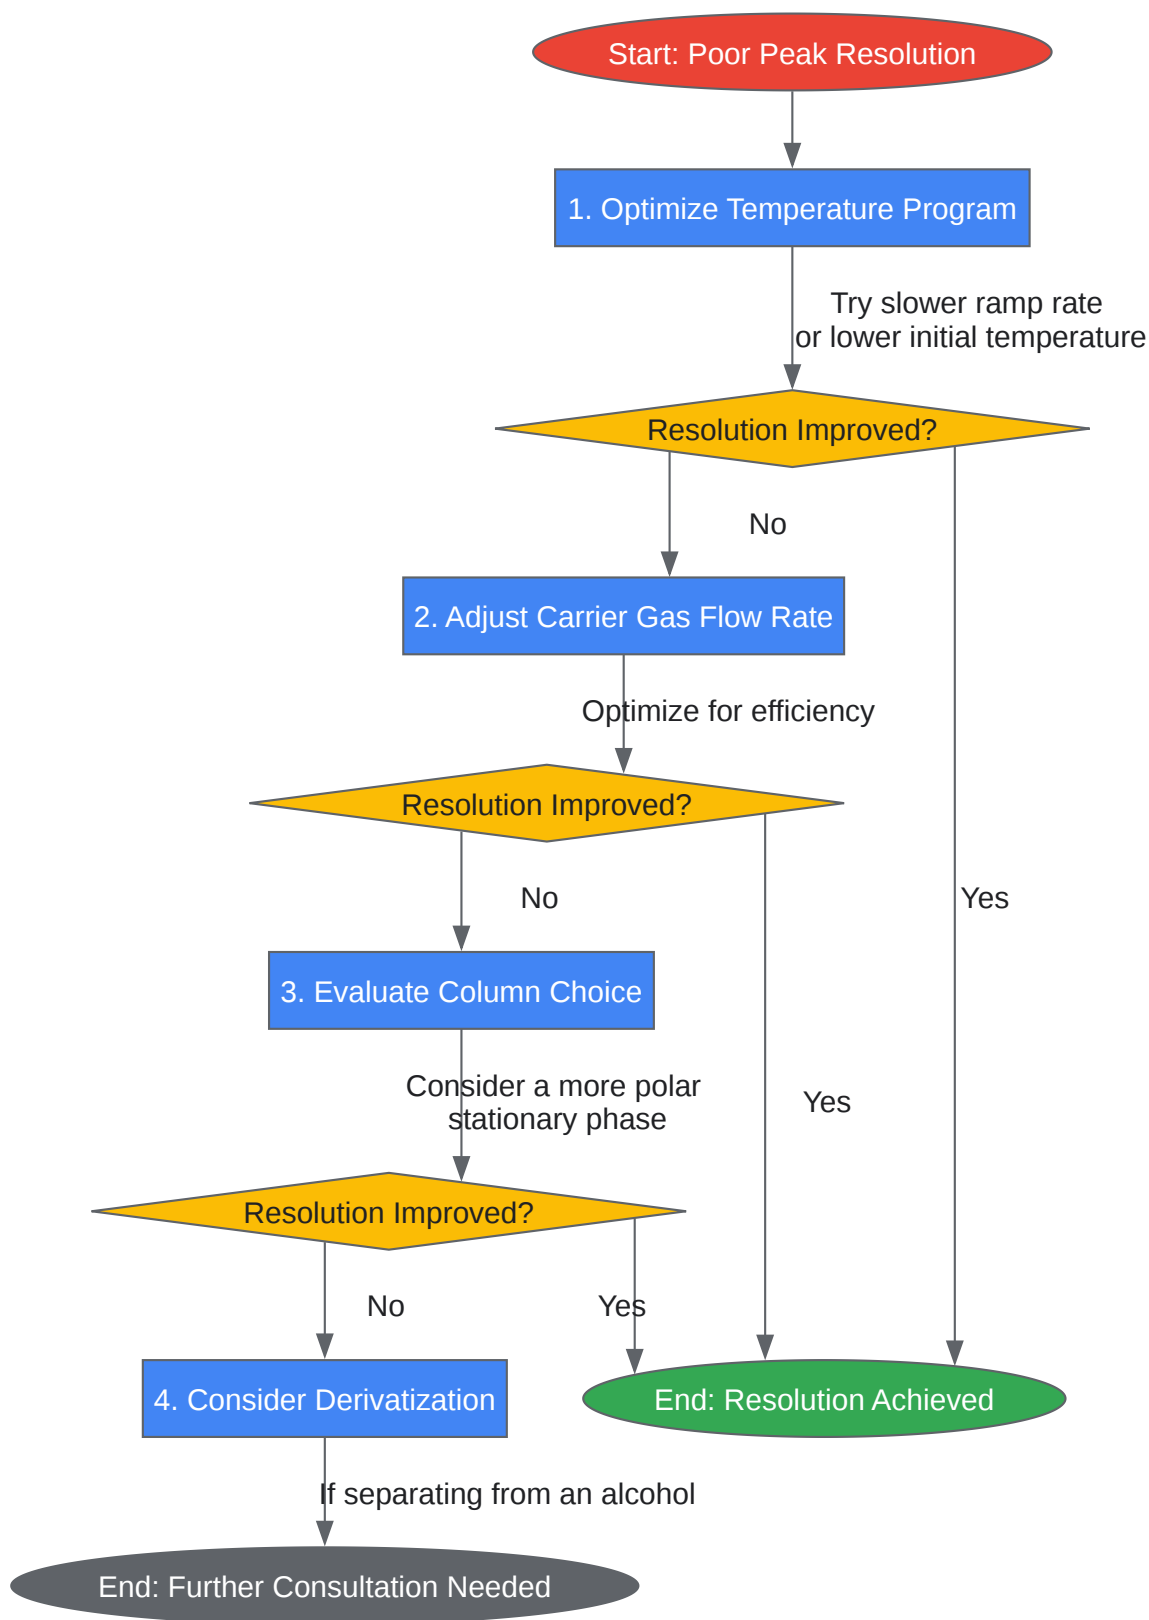 Start: Poor Peak Resolution
1. Optimize Temperature Program
Try slower ramp rate
or lower initial temperature
Resolution Improved?
No
2. Adjust Carrier Gas Flow Rate
Optimize for efficiency
Resolution Improved?
No
Yes
3. Evaluate Column Choice
Consider a more polar
stationary phase
Yes
Resolution Improved?
No
Yes
4. Consider Derivatization
End: Resolution Achieved
If separating from an alcohol
End: Further Consultation Needed